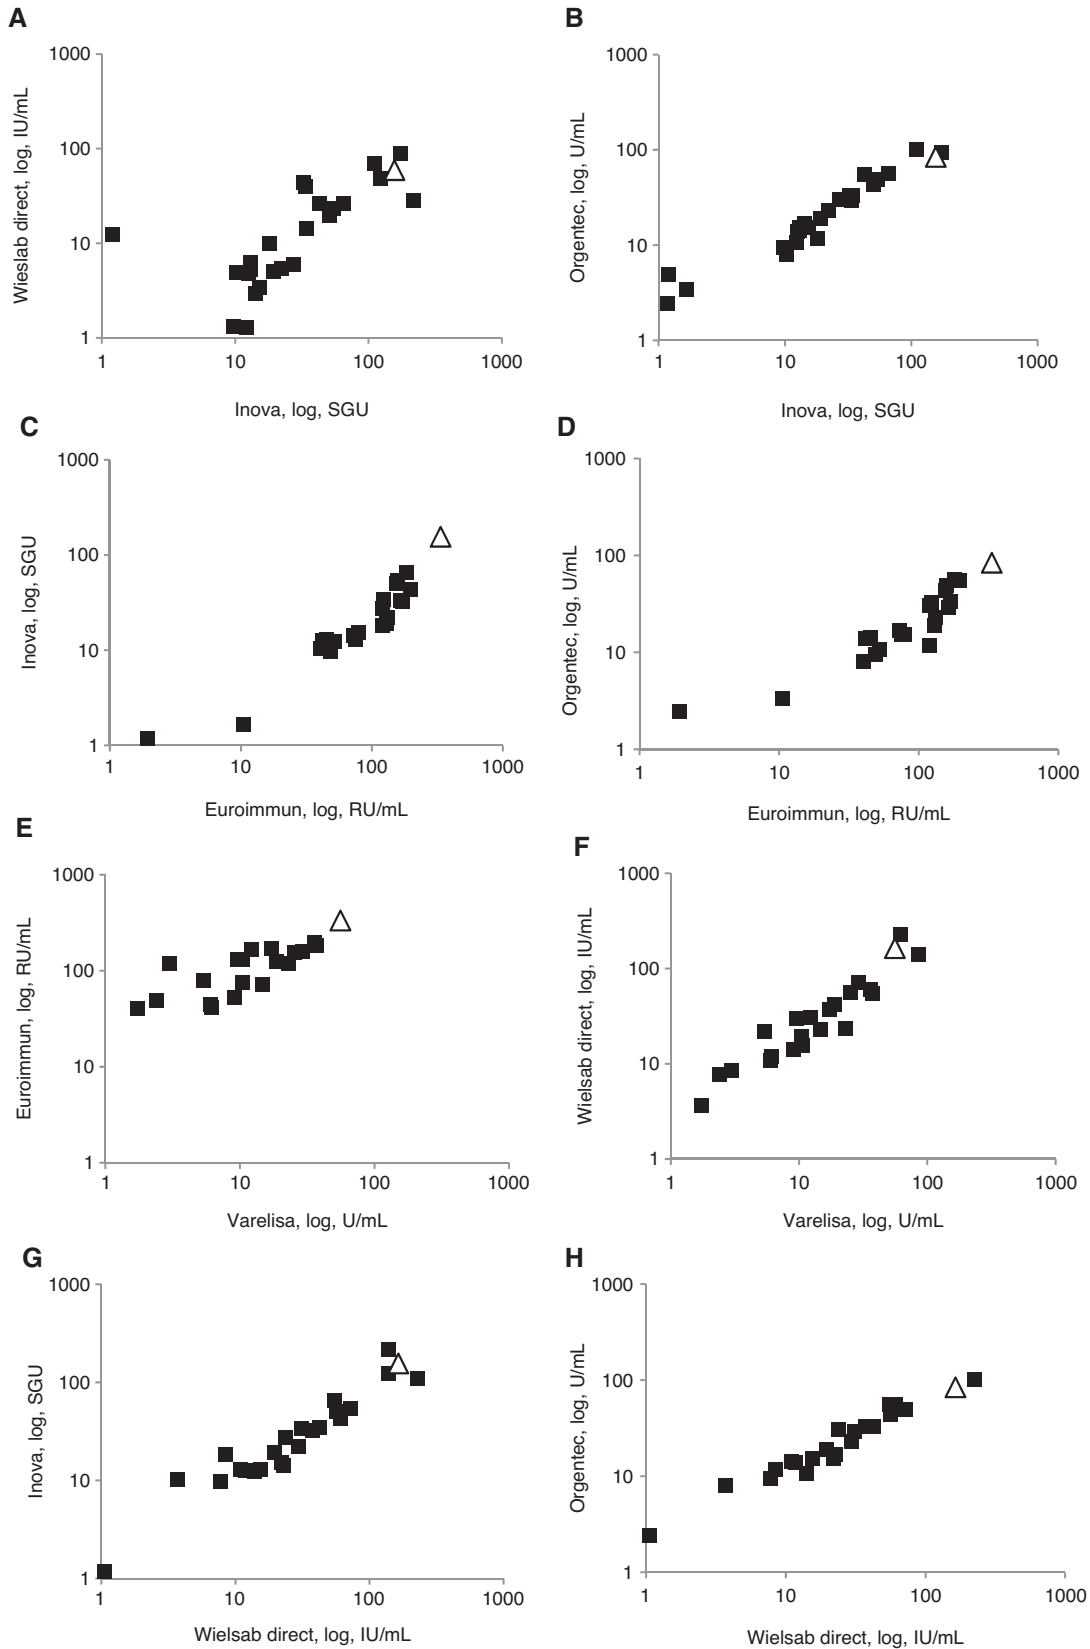 A
1000
100
10
1
1
10
100
1000
Wieslab direct, log, IU/mL
Inova, log, SGU
B
1000
100
10
1
1
10
100
1000
Orgentec, log, U/mL
Inova, log, SGU
C
1000
100
10
1
1
10
100
1000
Inova, log, SGU
Euroimmun, log, RU/mL
D
1000
100
10
1
1
10
100
1000
Orgentec, log, U/mL
Euroimmun, log, RU/mL
E
1000
100
10
1
1
10
100
1000
Euroimmun, log, RU/mL
Varelisa, log, U/mL
F
1000
100
10
1
1
10
100
1000
Wielsab direct, log, IU/mL
Varelisa, log, U/mL
G
1000
100
10
1
1
10
100
1000
Inova, log, SGU
Wielsab direct, log, IU/mL
H
1000
100
10
1
1
10
100
1000
Orgentec, log, U/mL
Wielsab direct, log, IU/mL